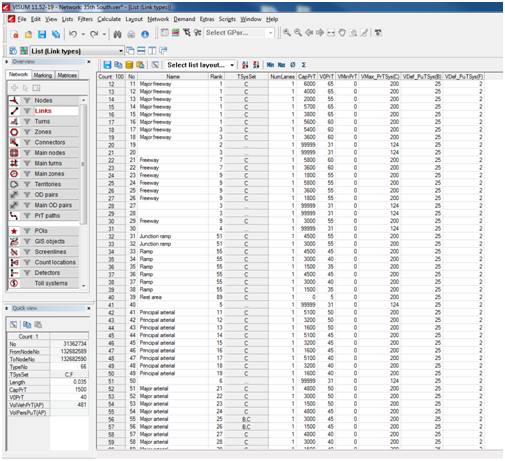 VISUM 11.52-19 - Network: 35th South.ver* - [List (Link types)]
File View Lists Filters Calculate Layout Network Demand Extras Scripts Window Help
Select GPar...
List (Link types)
Overview
Network Marking Matrices
Nodes
Links
Turns
Zones
Connectors
Main nodes
Main turns
Main zones
Territories
OD pairs
Main OD pairs
PrT paths
POIs
GIS objects
Screenlines
Count locations
Detectors
Toll systems
Quick view
Count: 1
No 31362734
FromNodeNo 132682589
ToNodeNo 132682590
TypeNo 66
TSysSet C,F
Length 0.035
CapPrT 1500
V0PrT 40
VolVehPrT(AP) 481
VolPersPuT(AP)
Select list layout...
Count: 100 No Name Rank TSysSet NumLanes CapPrT V0PrT VMinPrT VMax_PrTSys(C) VDef_PuTSys(B) VDef_PuTSys(F)
12 11 Major freeway 1 C 1 6000 65 0 200 25 2
13 12 Major freeway 1 C 1 4000 65 0 200 25 2
14 13 Major freeway 1 C 1 2000 55 0 200 25 2
15 14 Major freeway 1 C 1 5700 65 0 200 25 2
16 15 Major freeway 1 C 1 3800 65 0 200 25 2
17 16 Major freeway 1 C 1 5600 60 0 200 25 2
18 17 Major freeway 3 C 1 5400 60 0 200 25 2
19 18 Major freeway 3 C 1 3600 60 0 200 25 2
20 19 2 1 99999 31 0 124 25 2
21 20 3 1 99999 31 0 124 25 2
22 21 Freeway 7 C 1 60 0 200 25 2
23 22 Freeway 7 C 1 3600 60 0 200 25 2
24 23 Freeway 9 C 1 1800 55 0 200 25 2
25 24 Freeway 9 C 1 55 0 200 25 2
26 25 Freeway 9 C 1 3600 55 0 200 25 2
27 26 Freeway 9 C 1 1800 55 0 200 25 2
28 27 3 1 99999 31 0 124 25 2
29 28 3 1 99999 31 0 124 25 2
30 29 Freeway 9 C 1 3000 55 0 200 25 2
31 30 4 1 99999 31 0 124 25 2
32 31 Junction ramp 51 C 1 4500 55 0 200 25 2
33 32 Junction ramp 51 C 1 3000 55 0 200 25 2
34 33 Ramp 55 C 1 4500 45 0 200 25 2
35 34 Ramp 55 C 1 3000 40 0 200 25 2
36 35 Ramp 55 C 1 1500 35 0 200 25 2
37 36 Ramp 55 C 1 4500 45 0 200 25 2
38 37 Ramp 55 C 1 3000 40 0 200 25 2
39 38 Ramp 55 C 1 1500 35 0 200 25 2
40 39 Rest area 89 C 1 0 5 0 200 25 2
41 40 5 1 99999 31 0 124 25 2
42 41 Principal arterial 11 C 1 5100 50 0 200 25 2
43 42 Principal arterial 12 C 1 3200 50 0 200 25 2
44 43 Principal arterial 13 C 1 1600 50 0 200 25 2
45 44 Principal arterial 14 C 1 5100 45 0 200 25 2
46 45 Principal arterial 15 C 1 3200 45 0 200 25 2
47 46 Principal arterial 16 C 1 1600 45 0 200 25 2
48 47 Principal arterial 17 C 1 5100 40 0 200 25 2
49 48 Principal arterial 18 C 1 3200 40 0 200 25 2
50 49 Principal arterial 19 C 1 1600 40 0 200 25 2
51 50 6 1 99999 31 0 124 25 2
52 51 Major arterial 21 C 1 4800 50 0 200 25 2
53 52 Major arterial 22 C 1 3000 50 0 200 25 2
54 53 Major arterial 23 C 1 1500 50 0 200 25 2
55 54 Major arterial 24 C 1 4800 45 0 200 25 2
56 55 Major arterial 25 B,C 1 3000 45 0 200 25 2
57 56 Major arterial 26 B,C 1 1500 45 0 200 25 2
58 57 Major arterial 27 C 1 4800 40 0 200 25 2
59 58 Major arterial 28 C 1 3000 40 0 200 25 2